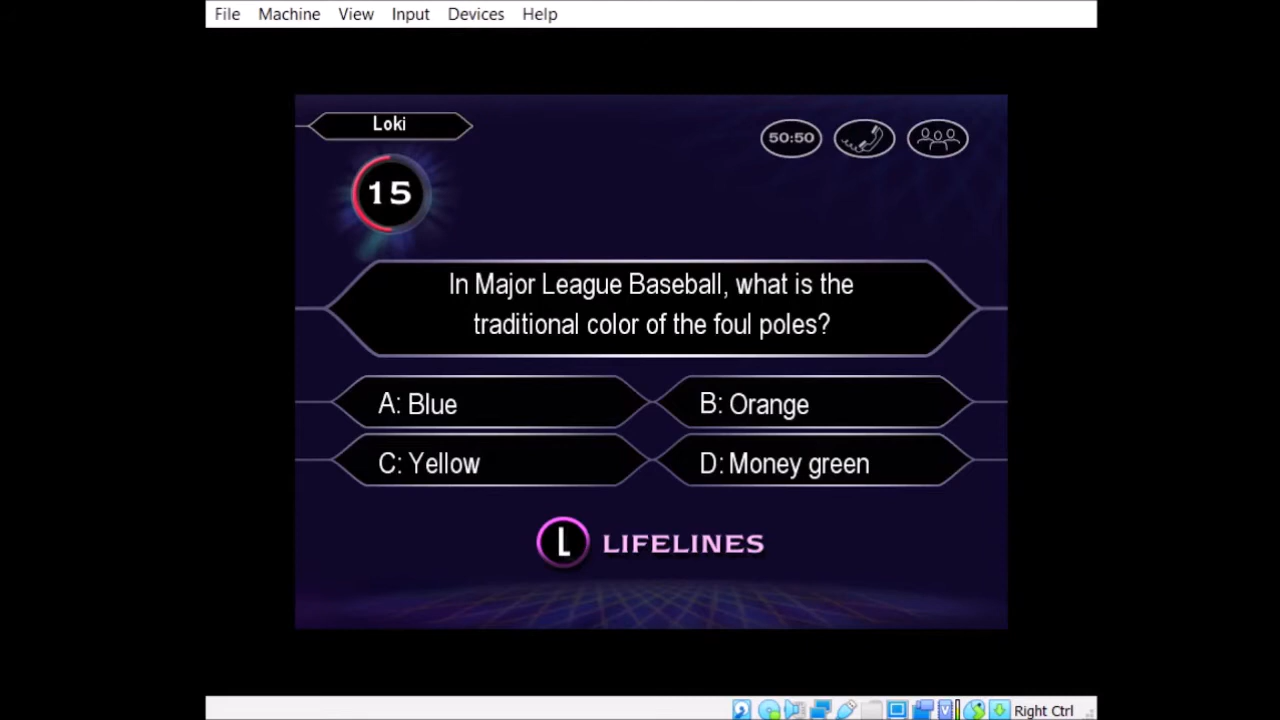 File Machine View Input Devices Help
Loki
50:50
15
In Major League Baseball, what is the
traditional color of the foul poles?
A: Blue
B: Orange
C: Yellow
D: Money green
L LIFELINES
Right Ctrl